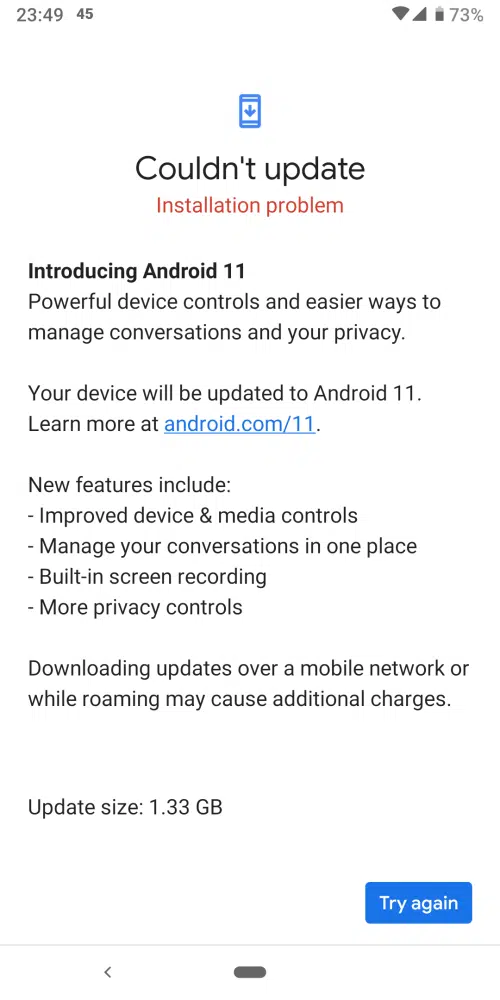 23:49 45 73%
Couldn't update
Installation problem
Introducing Android 11
Powerful device controls and easier ways to
manage conversations and your privacy.
Your device will be updated to Android 11.
Learn more at android.com/11.
New features include:
- Improved device & media controls
- Manage your conversations in one place
- Built-in screen recording
- More privacy controls
Downloading updates over a mobile network or
while roaming may cause additional charges.
Update size: 1.33 GB
Try again